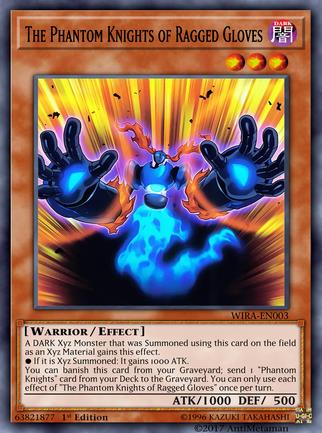 The Phantom Knights of Ragged Gloves
DARK
闇
WIRA-EN003
[Warrior / Effect]
A DARK Xyz Monster that was Summoned using this card on the field
as an Xyz Material gains this effect.
● If it is Xyz Summoned: It gains 1000 ATK.
You can banish this card from your Graveyard; send 1 "Phantom
Knights" card from your Deck to the Graveyard. You can only use each
effect of "The Phantom Knights of Ragged Gloves" once per turn.
ATK/1000 DEF/ 500
63821877 1st Edition ©1996 KAZUKI TAKAHASHI
©2017 AntiMetaman